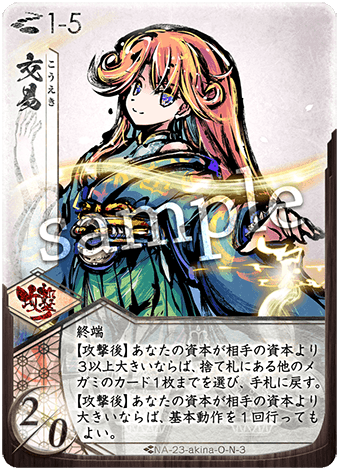 1-5
交易
こうえき
sample
攻撃
終端
【攻撃後】あなたの資本が相手の資本より
3以上大きいならば、捨て札にある他のメ
ガミのカード1枚までを選び、手札に戻す。
【攻撃後】あなたの資本が相手の資本より
大きいならば、基本動作を1回行っても
よい。
2/0
NA-23-akina-O-N-3